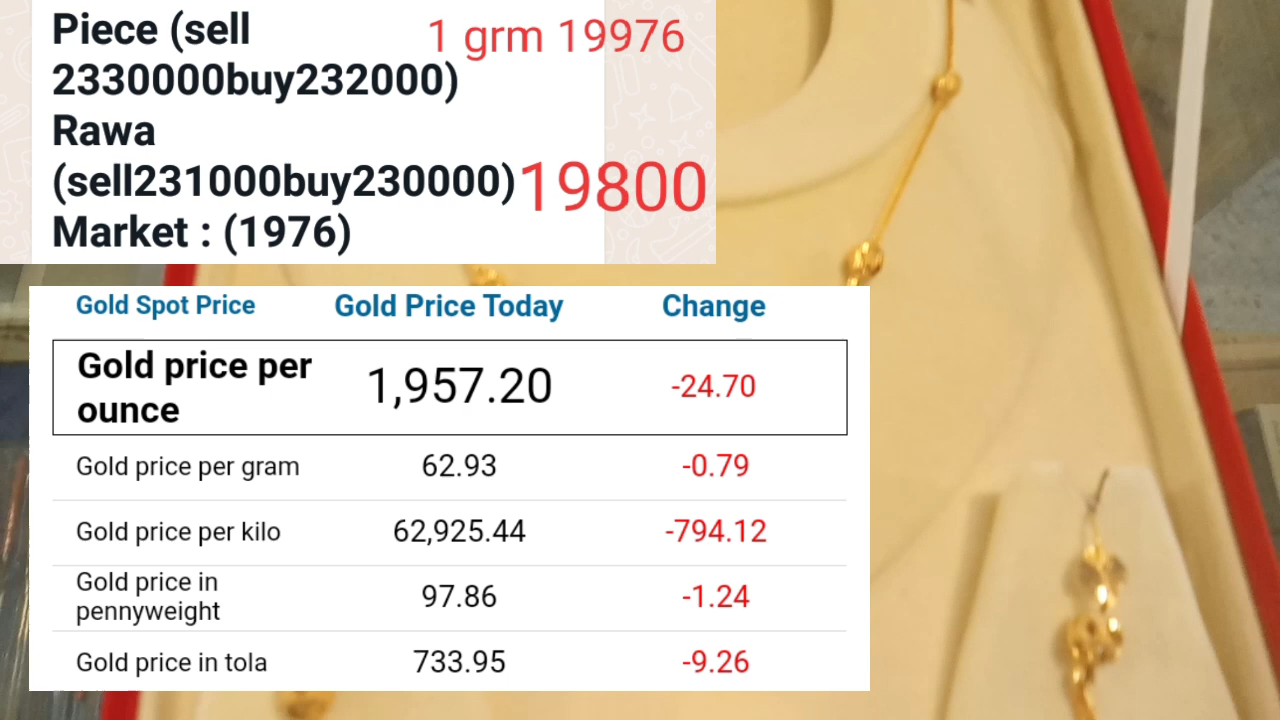 Piece (sell
1 grm 19976
2330000buy232000)
Rawa
(sell231000buy230000)
19800
Market : (1976)
Gold Spot Price Gold Price Today Change
Gold price per
ounce
1,957.20 -24.70
Gold price per gram 62.93 -0.79
Gold price per kilo 62,925.44 -794.12
Gold price in
pennyweight
97.86 -1.24
Gold price in tola 733.95 -9.26